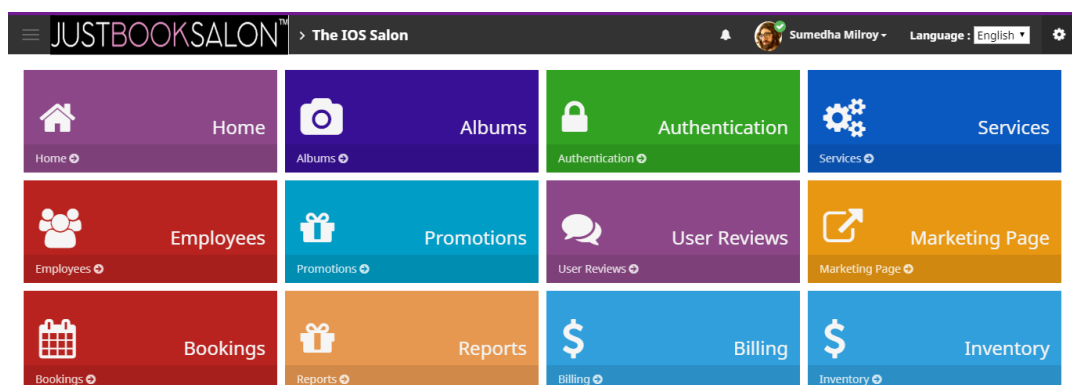 JUSTBOOKSALON™ > The IOS Salon Sumedha Milroy Language : English
Home Albums Authentication Services
Home Albums Authentication Services
Employees Promotions User Reviews Marketing Page
Employees Promotions User Reviews Marketing Page
Bookings Reports Billing Inventory
Bookings Reports Billing Inventory